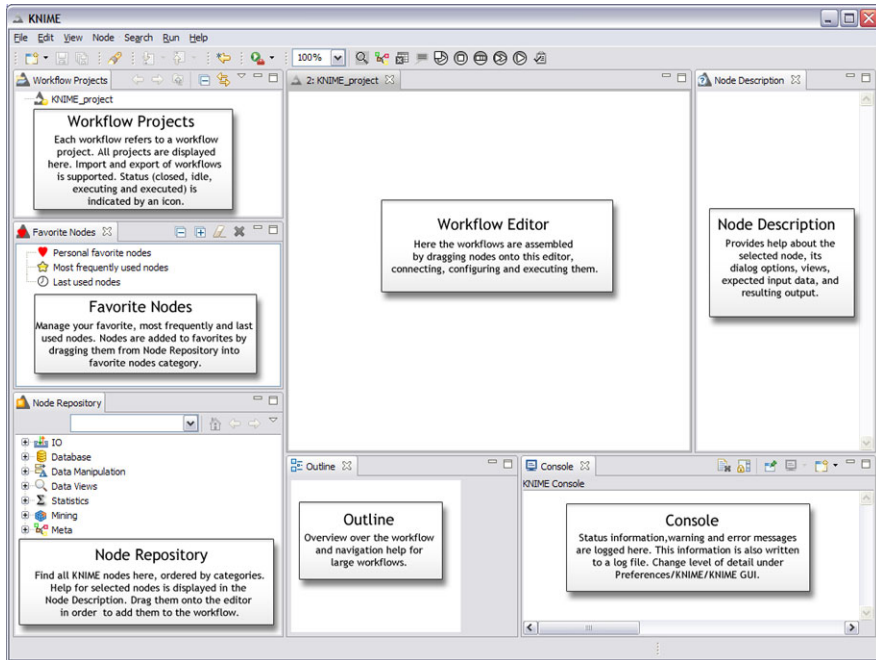 KNIME
File Edit View Node Search Run Help
100%
Workflow Projects
KNIME_project
Workflow Projects
Each workflow refers to a workflow
project. All projects are displayed
here. Import and export of workflows
is supported. Status (closed, idle,
executing and executed) is
indicated by an icon.
Favorite Nodes
Personal favorite nodes
Most frequently used nodes
Last used nodes
Favorite Nodes
Manage your favorite, most frequently and last
used nodes. Nodes are added to favorites by
dragging them from Node Repository into
favorite nodes category.
Node Repository
IO
Database
Data Manipulation
Data Views
Statistics
Mining
Meta
Node Repository
Find all KNIME nodes here, ordered by categories.
Help for selected nodes is displayed in the
Node Description. Drag them onto the editor
in order to add them to the workflow.
2: KNIME_project
Workflow Editor
Here the workflows are assembled
by dragging nodes onto this editor,
connecting, configuring and executing them.
Node Description
Node Description
Provides help about the
selected node, its
dialog options, views,
expected input data, and
resulting output.
Outline
Outline
Overview over the workflow
and navigation help for
large workflows.
Console
KNIME Console
Console
Status information,warning and error messages
are logged here. This information is also written
to a log file. Change level of detail under
Preferences/KNIME/KNIME GUI.